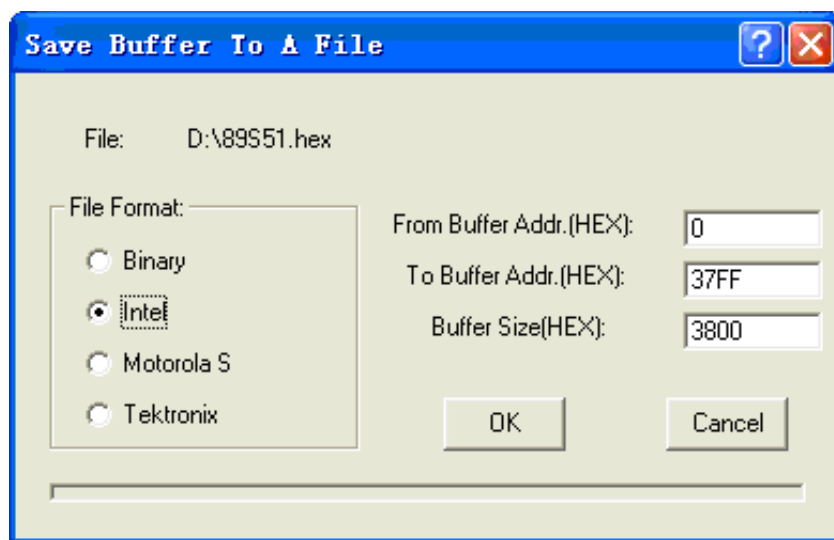 Save Buffer To A File
File: D:\89S51.hex
File Format:
Binary
Intel
Motorola S
Tektronix
From Buffer Addr.(HEX): 0
To Buffer Addr.(HEX): 37FF
Buffer Size(HEX): 3800
OK Cancel